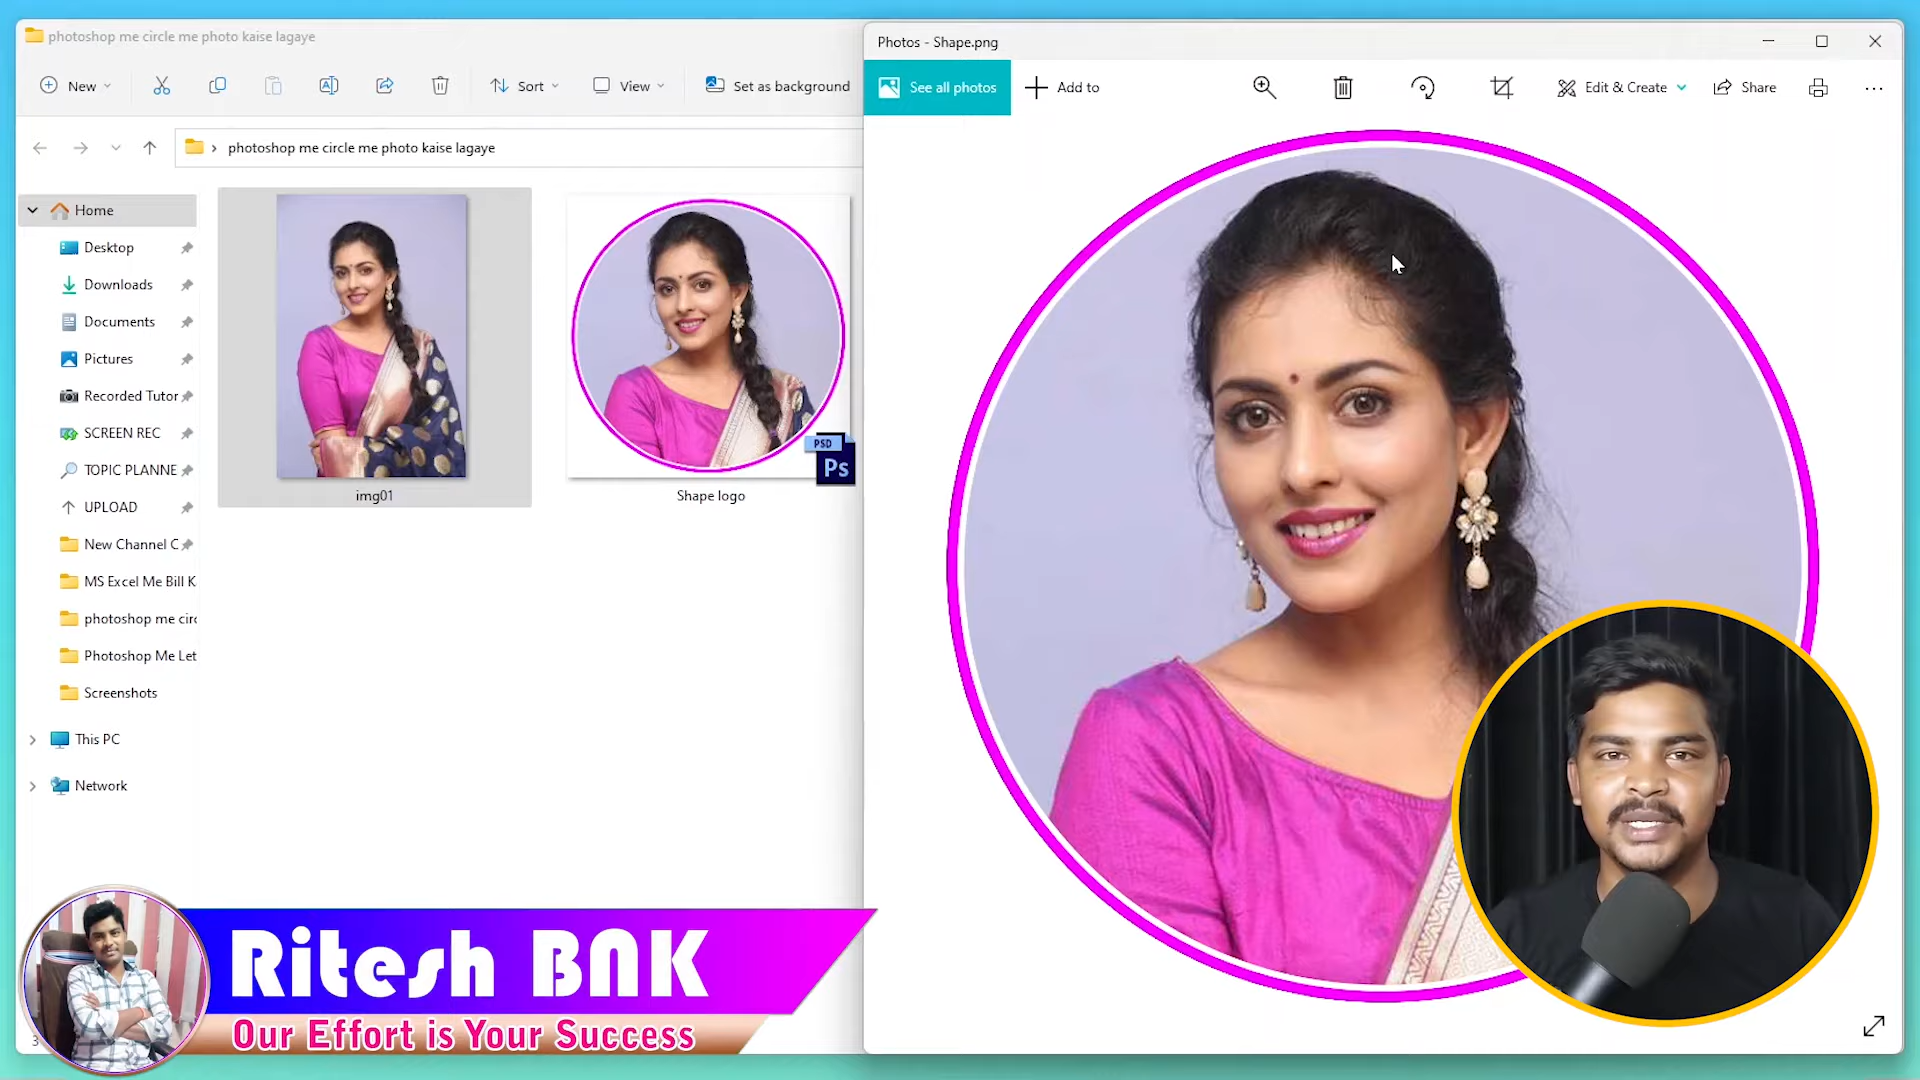 photoshop me circle me photo kaise lagaye
New
Sort
View
Set as background
photoshop me circle me photo kaise lagaye
Home
Desktop
Downloads
Documents
Pictures
Recorded Tutor
SCREEN REC
TOPIC PLANNE
UPLOAD
New Channel C
MS Excel Me Bill K
photoshop me circ
Photoshop Me Let
Screenshots
This PC
Network
img01
PSD
Ps
Shape logo
3
Photos - Shape.png
See all photos
Add to
Edit & Create
Share
Ritesh BNK
Our Effort is Your Success